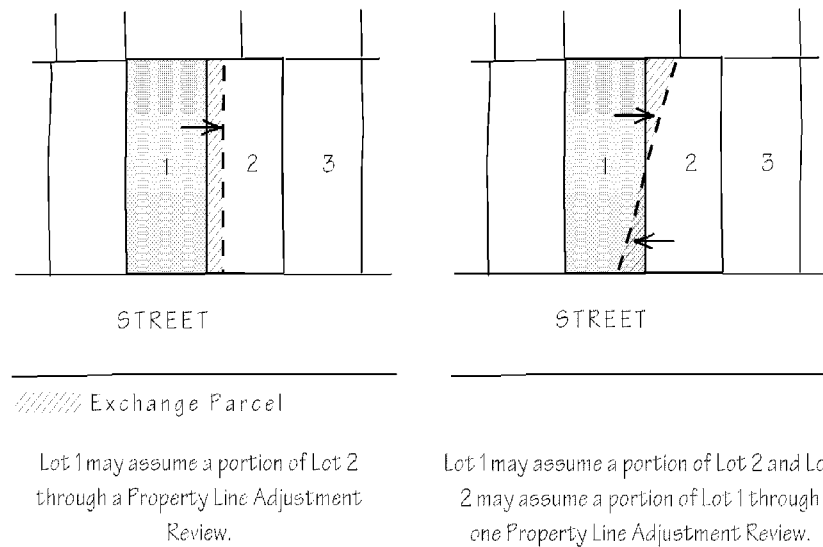 1
2
3
STREET
Exchange Parcel
Lot 1 may assume a portion of Lot 2
through a Property Line Adjustment
Review.
1
2
3
STREET
Lot 1 may assume a portion of Lot 2 and Lo
2 may assume a portion of Lot 1 through
one Property Line Adjustment Review.